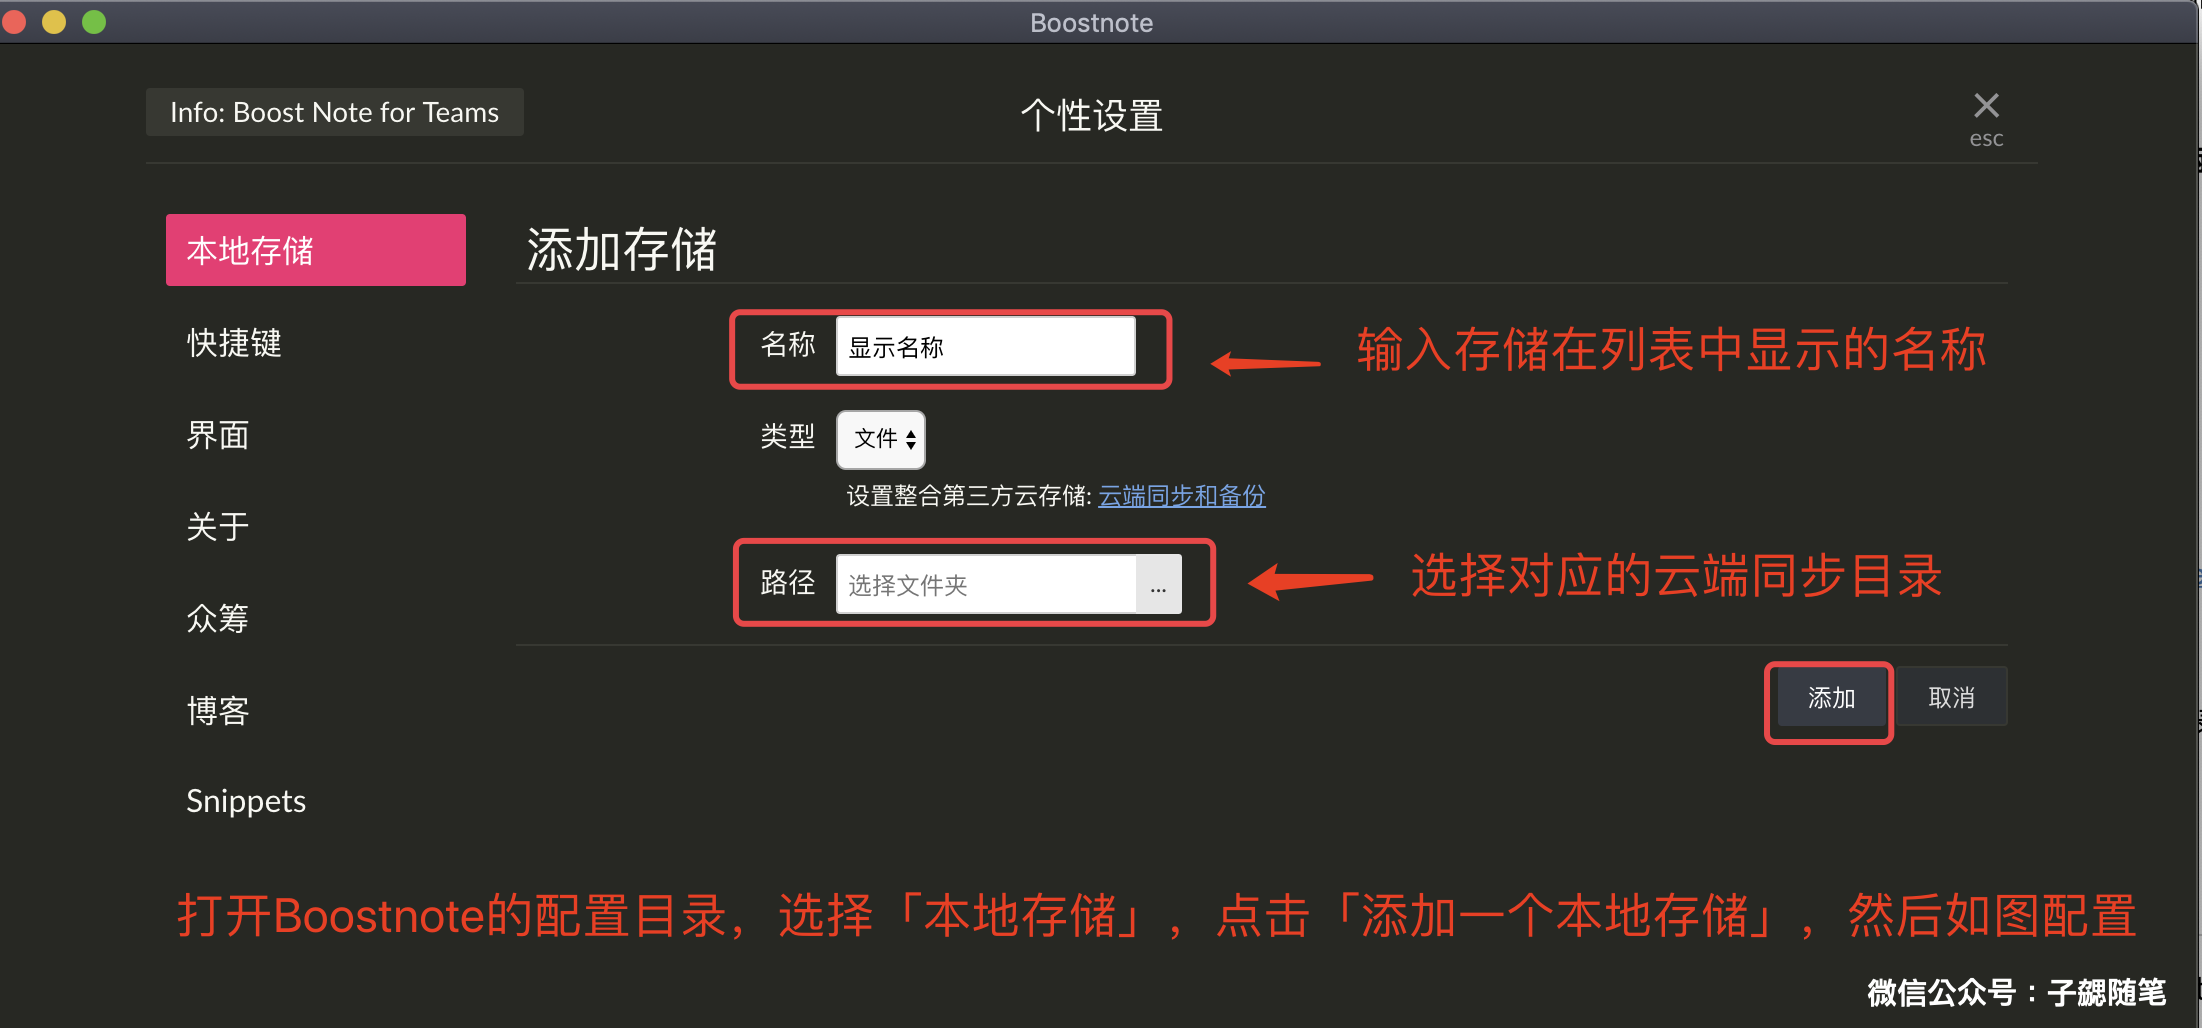 Boostnote
Info: Boost Note for Teams
个性设置
esc
本地存储
快捷键
界面
关于
众筹
博客
Snippets
添加存储
名称 显示名称
输入存储在列表中显示的名称
类型 文件
设置整合第三方云存储: 云端同步和备份
路径 选择文件夹 ...
选择对应的云端同步目录
添加 取消
打开Boostnote的配置目录，选择「本地存储」，点击「添加一个本地存储」，然后如图配置
微信公众号：子勰随笔